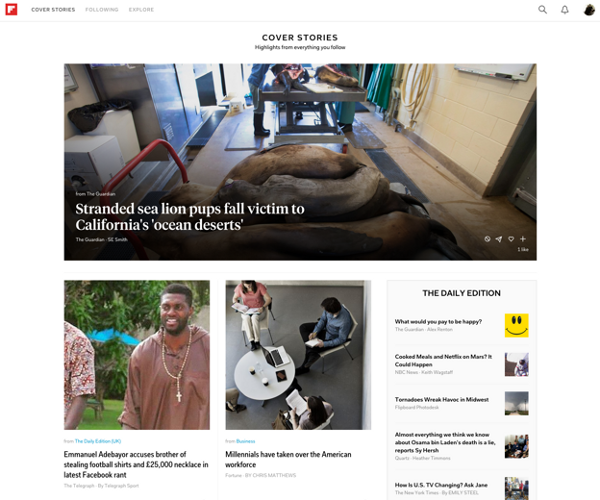 COVER STORIES FOLLOWING EXPLORE
COVER STORIES
Highlights from everything you follow
from The Guardian
Stranded sea lion pups fall victim to
California's 'ocean deserts'
The Guardian · SE Smith
1 like
THE DAILY EDITION
What would you pay to be happy?
The Guardian · Alex Preston
Cooked Meals and Netflix on Mars? It
Could Happen
NBC News · Keith Wagstaff
Tornadoes Wreak Havoc in Midwest
Flipboard Photodesk
Almost everything we think we
know about
Osama bin Laden's death is a lie,
reports Sy Hersh
Quartz · Heather Timmons
How Is U.S. TV Changing? Ask Jane
The New York Times · By EMILY STEEL
from The Daily Edition (UK)
Emmanuel Adebayor accuses brother of
stealing football shirts and £25,000 necklace in
latest Facebook rant
The Telegraph · By Telegraph Sport
from Business
Millennials have taken over the American
workforce
Fortune · BY CHRIS MATTHEWS